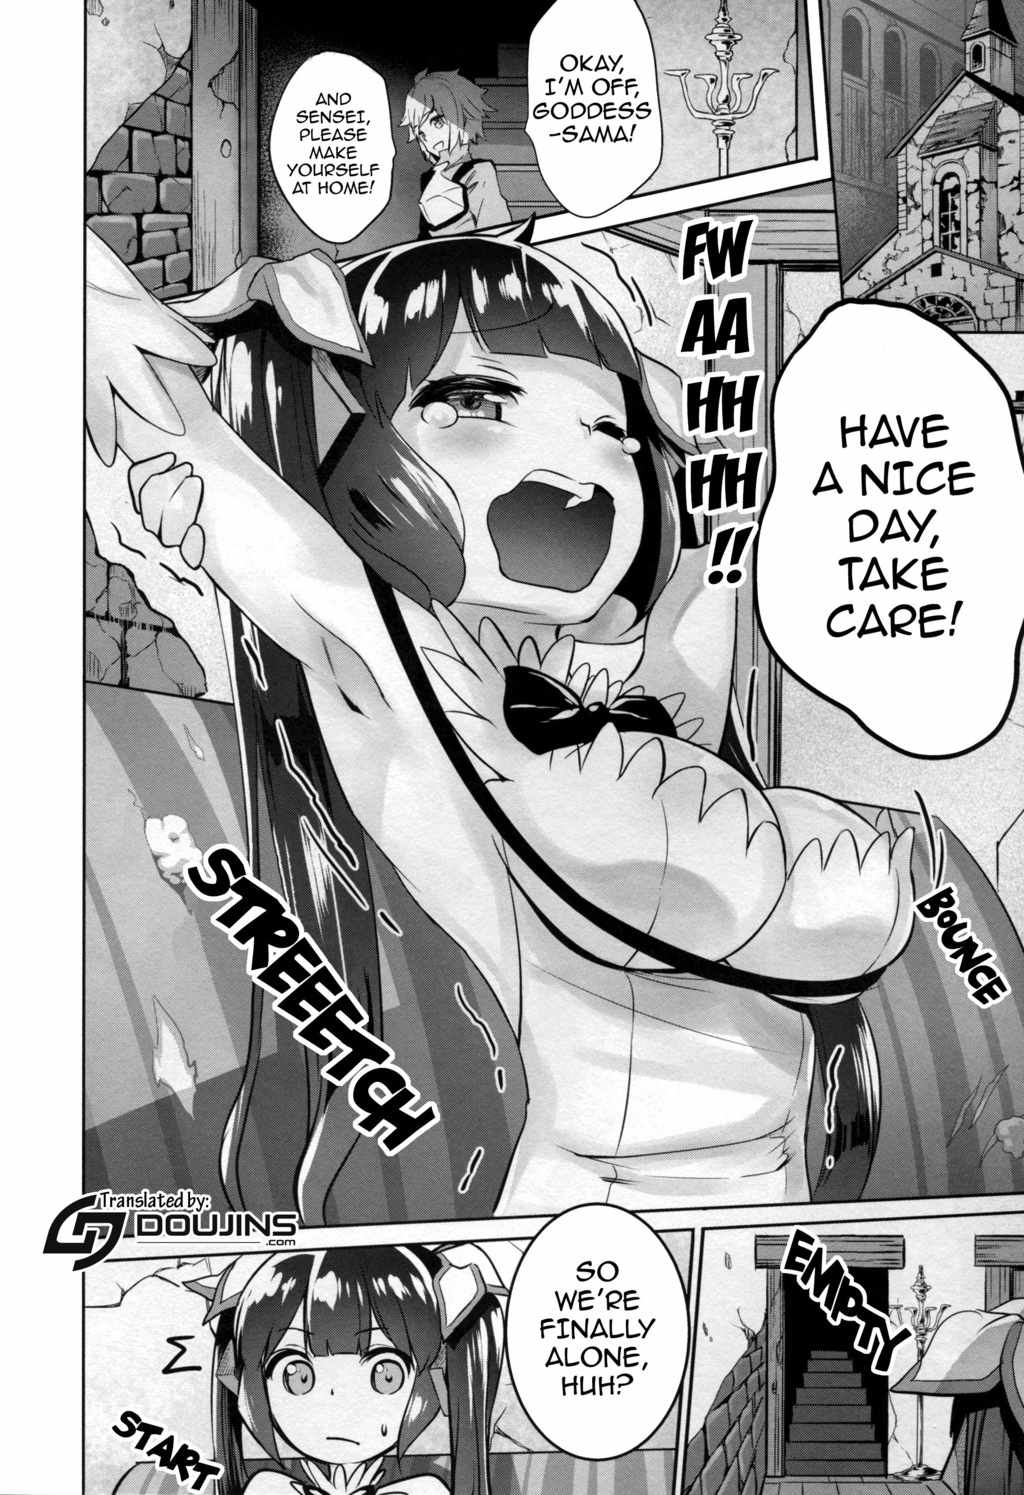 OKAY,
I'M OFF,
GODDESS
-SAMA!
AND
SENSEI,
PLEASE
MAKE
YOURSELF
AT HOME!
FW
AA
HH
HH
!!
HAVE
A NICE
DAY,
TAKE
CARE!
BOUNCE
STREEETCH
Translated by:
DOUJINS
.com
EMPTY
SO
WE'RE
FINALLY
ALONE,
HUH?
START